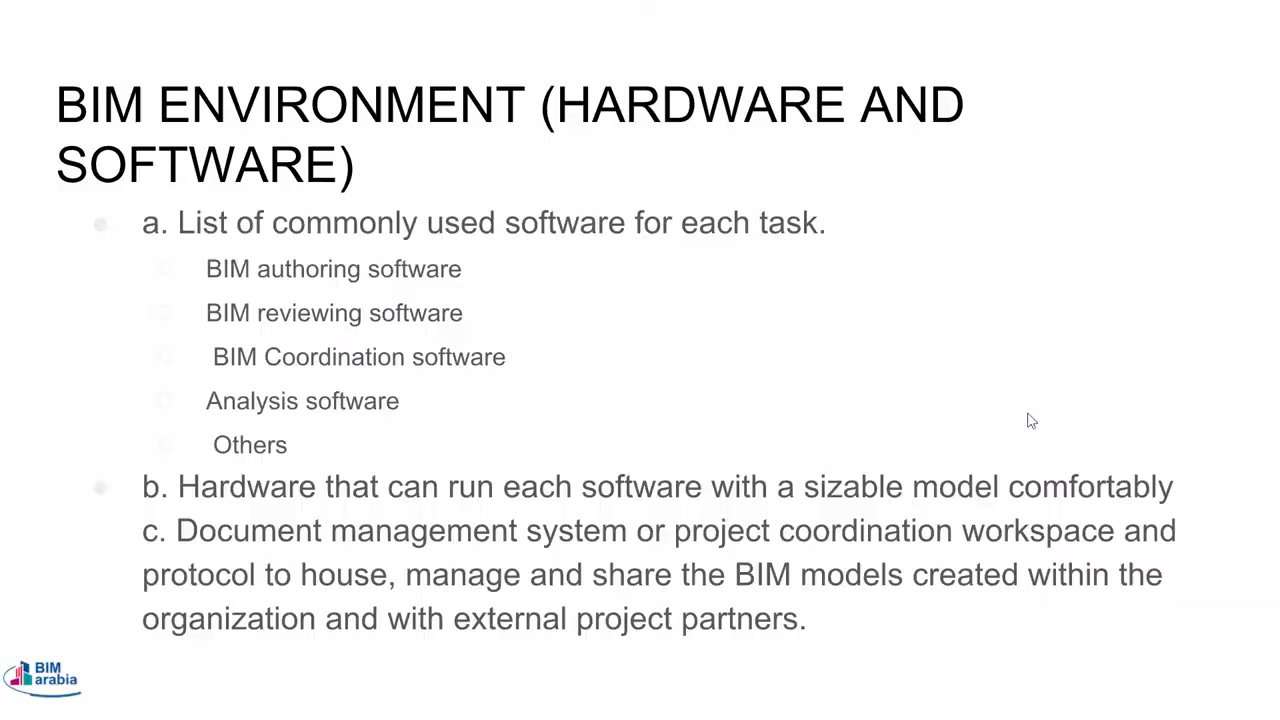 BIM ENVIRONMENT (HARDWARE AND
SOFTWARE)
a. List of commonly used software for each task.
BIM authoring software
BIM reviewing software
BIM Coordination software
Analysis software
Others
b. Hardware that can run each software with a sizable model comfortably
c. Document management system or project coordination workspace and
protocol to house, manage and share the BIM models created within the
organization and with external project partners.
BIM
arabia